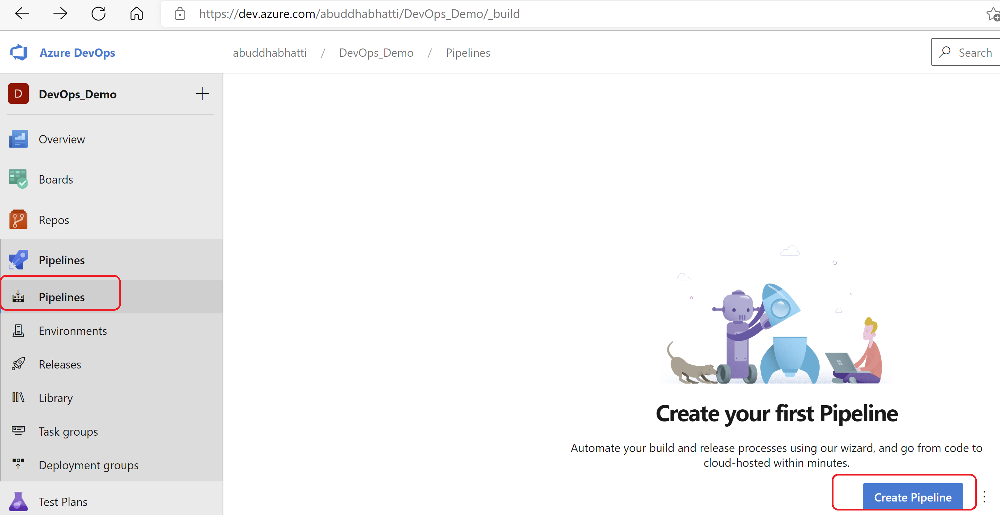 https://dev.azure.com/abuddhabhatti/DevOps_Demo/_build
Azure DevOps
abuddhabhatti / DevOps_Demo / Pipelines
Search
D DevOps_Demo
Overview
Boards
Repos
Pipelines
Pipelines
Environments
Releases
Library
Task groups
Deployment groups
Test Plans
Create your first Pipeline
Automate your build and release processes using our wizard, and go from code to
cloud-hosted within minutes.
Create Pipeline